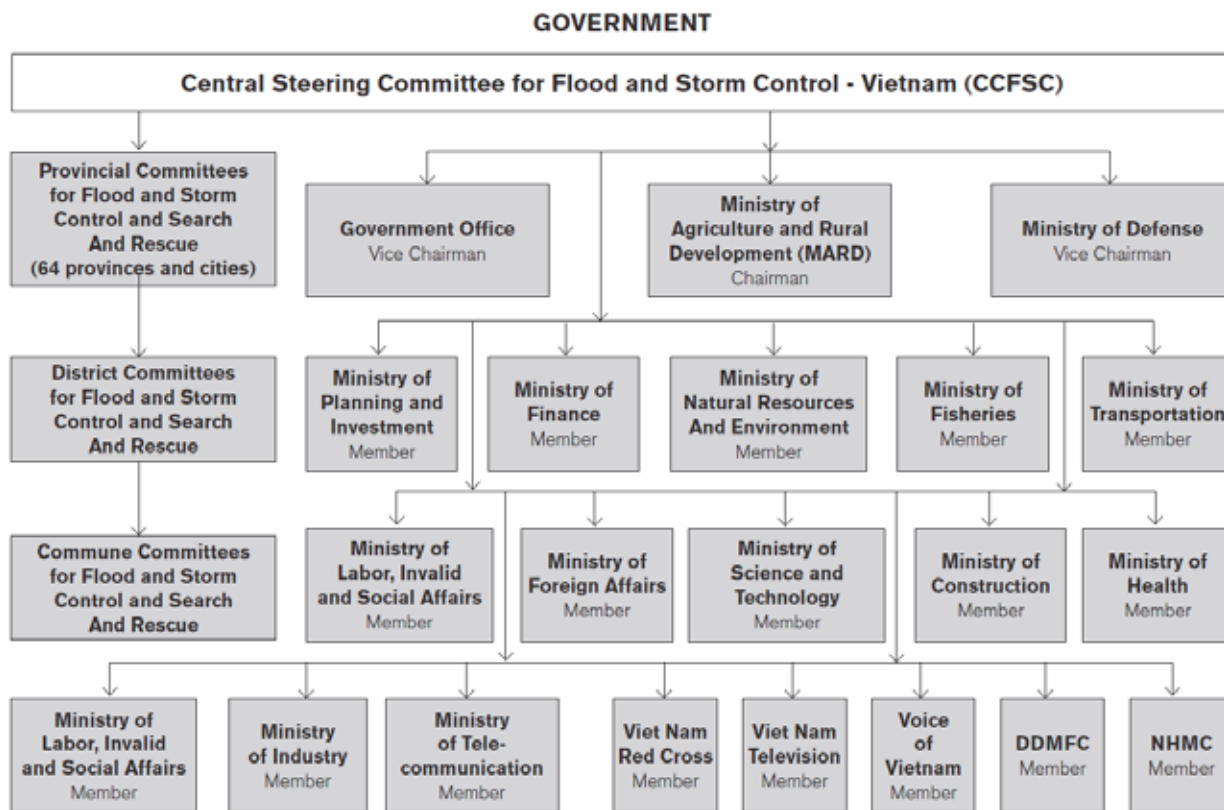 GOVERNMENT
Central Steering Committee for Flood and Storm Control - Vietnam (CCFSC)
Provincial Committees
for Flood and Storm
Control and Search
And Rescue
(64 provinces and cities)
Government Office
Vice Chairman
Ministry of
Agriculture and Rural
Development (MARD)
Chairman
Ministry of Defense
Vice Chairman
District Committees
for Flood and Storm
Control and Search
And Rescue
Ministry of
Planning and
Investment
Member
Ministry of
Finance
Member
Ministry of
Natural Resources
And Environment
Member
Ministry of
Fisheries
Member
Ministry of
Transportation
Member
Commune Committees
for Flood and Storm
Control and Search
And Rescue
Ministry of
Labor, Invalid
and Social Affairs
Member
Ministry of
Foreign Affairs
Member
Ministry of
Science and
Technology
Member
Ministry of
Construction
Member
Ministry of
Health
Member
Ministry of
Labor, Invalid
and Social Affairs
Member
Ministry
of Industry
Member
Ministry
of Tele-
communication
Member
Viet Nam
Red Cross
Member
Viet Nam
Television
Member
Voice
of
Vietnam
Member
DDMFC
Member
NHMC
Member